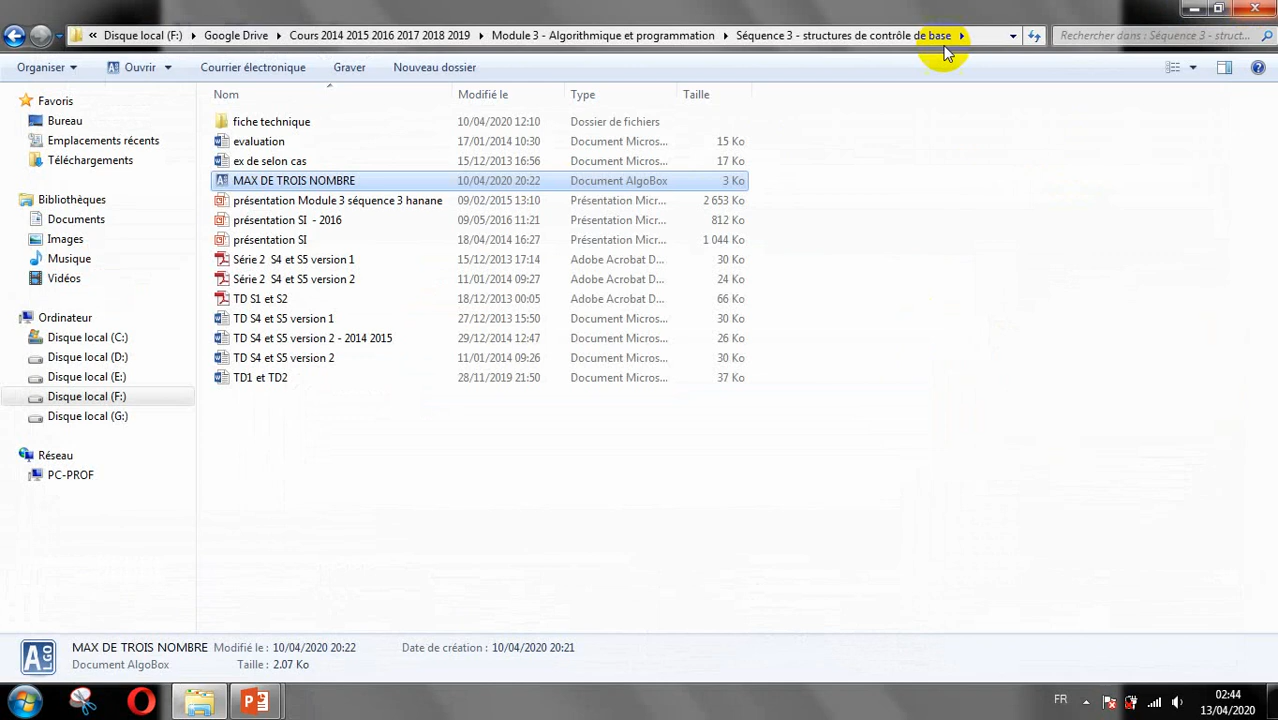 « Disque local (F:) Google Drive Cours 2014 2015 2016 2017 2018 2019 Module 3 - Algorithmique et programmation Séquence 3 - structures de contrôle de base Rechercher dans : Séquence 3 - struct...
Organiser Ouvrir Courrier électronique Graver Nouveau dossier
Nom Modifié le Type Taille
Favoris
Bureau
Emplacements récents
Téléchargements
Bibliothèques
Documents
Images
Musique
Vidéos
Ordinateur
Disque local (C:)
Disque local (D:)
Disque local (E:)
Disque local (F:)
Disque local (G:)
Réseau
PC-PROF
fiche technique 10/04/2020 12:10 Dossier de fichiers
evaluation 17/01/2014 10:30 Document Micros... 15 Ko
ex de selon cas 15/12/2013 16:56 Document Micros... 17 Ko
MAX DE TROIS NOMBRE 10/04/2020 20:22 Document AlgoBox 3 Ko
présentation Module 3 séquence 3 hanane 09/02/2015 13:10 Présentation Micr... 2 653 Ko
présentation SI - 2016 09/05/2016 11:21 Présentation Micr... 812 Ko
présentation SI 18/04/2014 16:27 Présentation Micr... 1 044 Ko
Série 2 S4 et S5 version 1 15/12/2013 17:14 Adobe Acrobat D... 30 Ko
Série 2 S4 et S5 version 2 11/01/2014 09:27 Adobe Acrobat D... 24 Ko
TD S1 et S2 18/12/2013 00:05 Adobe Acrobat D... 66 Ko
TD S4 et S5 version 1 27/12/2013 15:50 Document Micros... 30 Ko
TD S4 et S5 version 2 - 2014 2015 29/12/2014 12:47 Document Micros... 26 Ko
TD S4 et S5 version 2 11/01/2014 09:26 Document Micros... 30 Ko
TD1 et TD2 28/11/2019 21:50 Document Micros... 37 Ko
MAX DE TROIS NOMBRE Modifié le : 10/04/2020 20:22 Date de création : 10/04/2020 20:21
Document AlgoBox Taille : 2.07 Ko
FR 02:44
13/04/2020